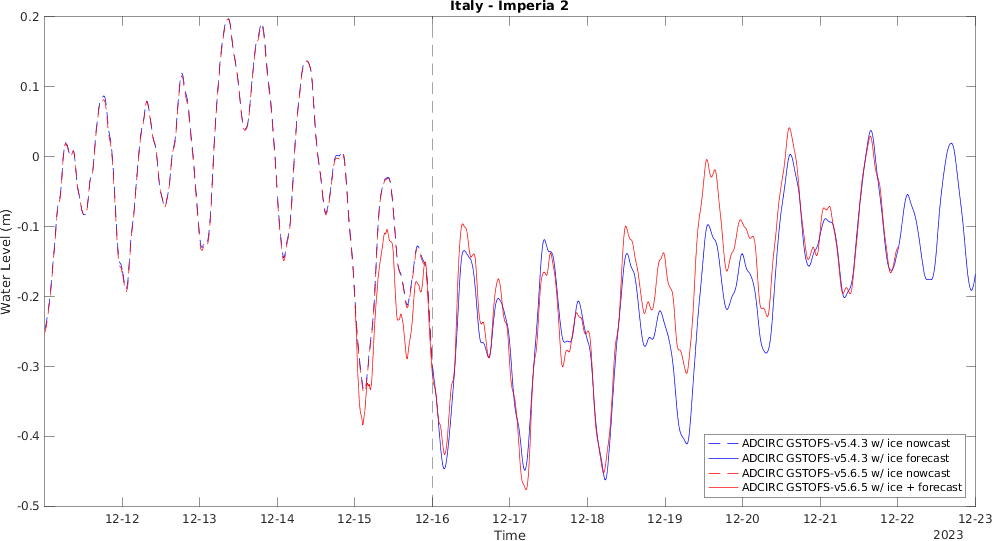 Italy - Imperia 2
Water Level (m)
0.2
0.1
0
-0.1
-0.2
-0.3
-0.4
-0.5
ADCIRC GSTOFS-v5.4.3 w/ ice nowcast
ADCIRC GSTOFS-v5.4.3 w/ ice forecast
ADCIRC GSTOFS-v5.6.5 w/ ice nowcast
ADCIRC GSTOFS-v5.6.5 w/ ice + forecast
12-12 12-13 12-14 12-15 12-16 12-17 12-18 12-19 12-20 12-21 12-22 12-23
Time
2023